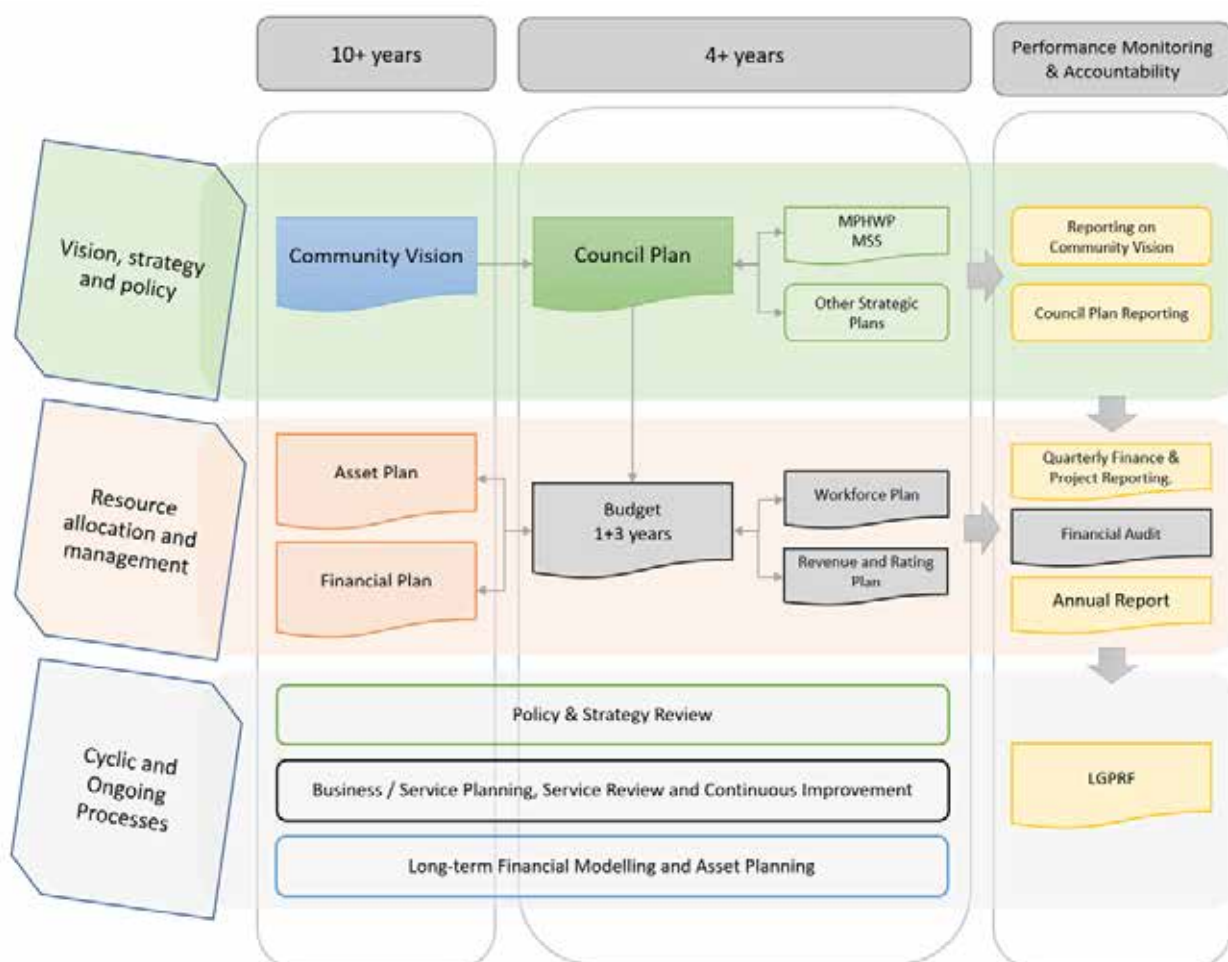 10+ years
4+ years
Performance Monitoring
& Accountability
Vision, strategy
and policy
Community Vision
Council Plan
MPHWP
MSS
Other Strategic
Plans
Reporting on
Community Vision
Council Plan Reporting
Resource
allocation and
management
Asset Plan
Financial Plan
Budget
1+3 years
Workforce Plan
Revenue and Rating
Plan
Quarterly Finance &
Project Reporting.
Financial Audit
Annual Report
Cyclic and
Ongoing
Processes
Policy & Strategy Review
Business / Service Planning, Service Review and Continuous Improvement
Long-term Financial Modelling and Asset Planning
LGPRF